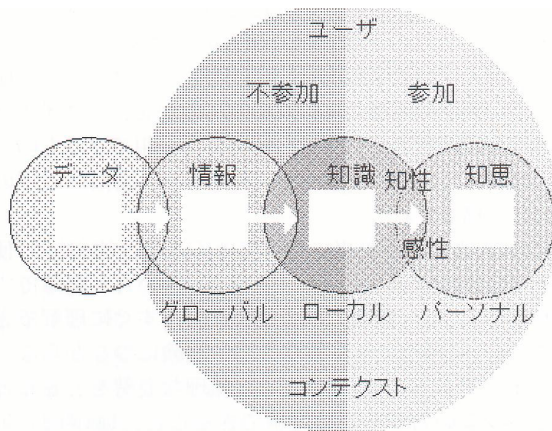 ユーザ
不参加 参加
データ 情報 知識 知性 知恵
感性
グローバル ローカル パーソナル
コンテクスト